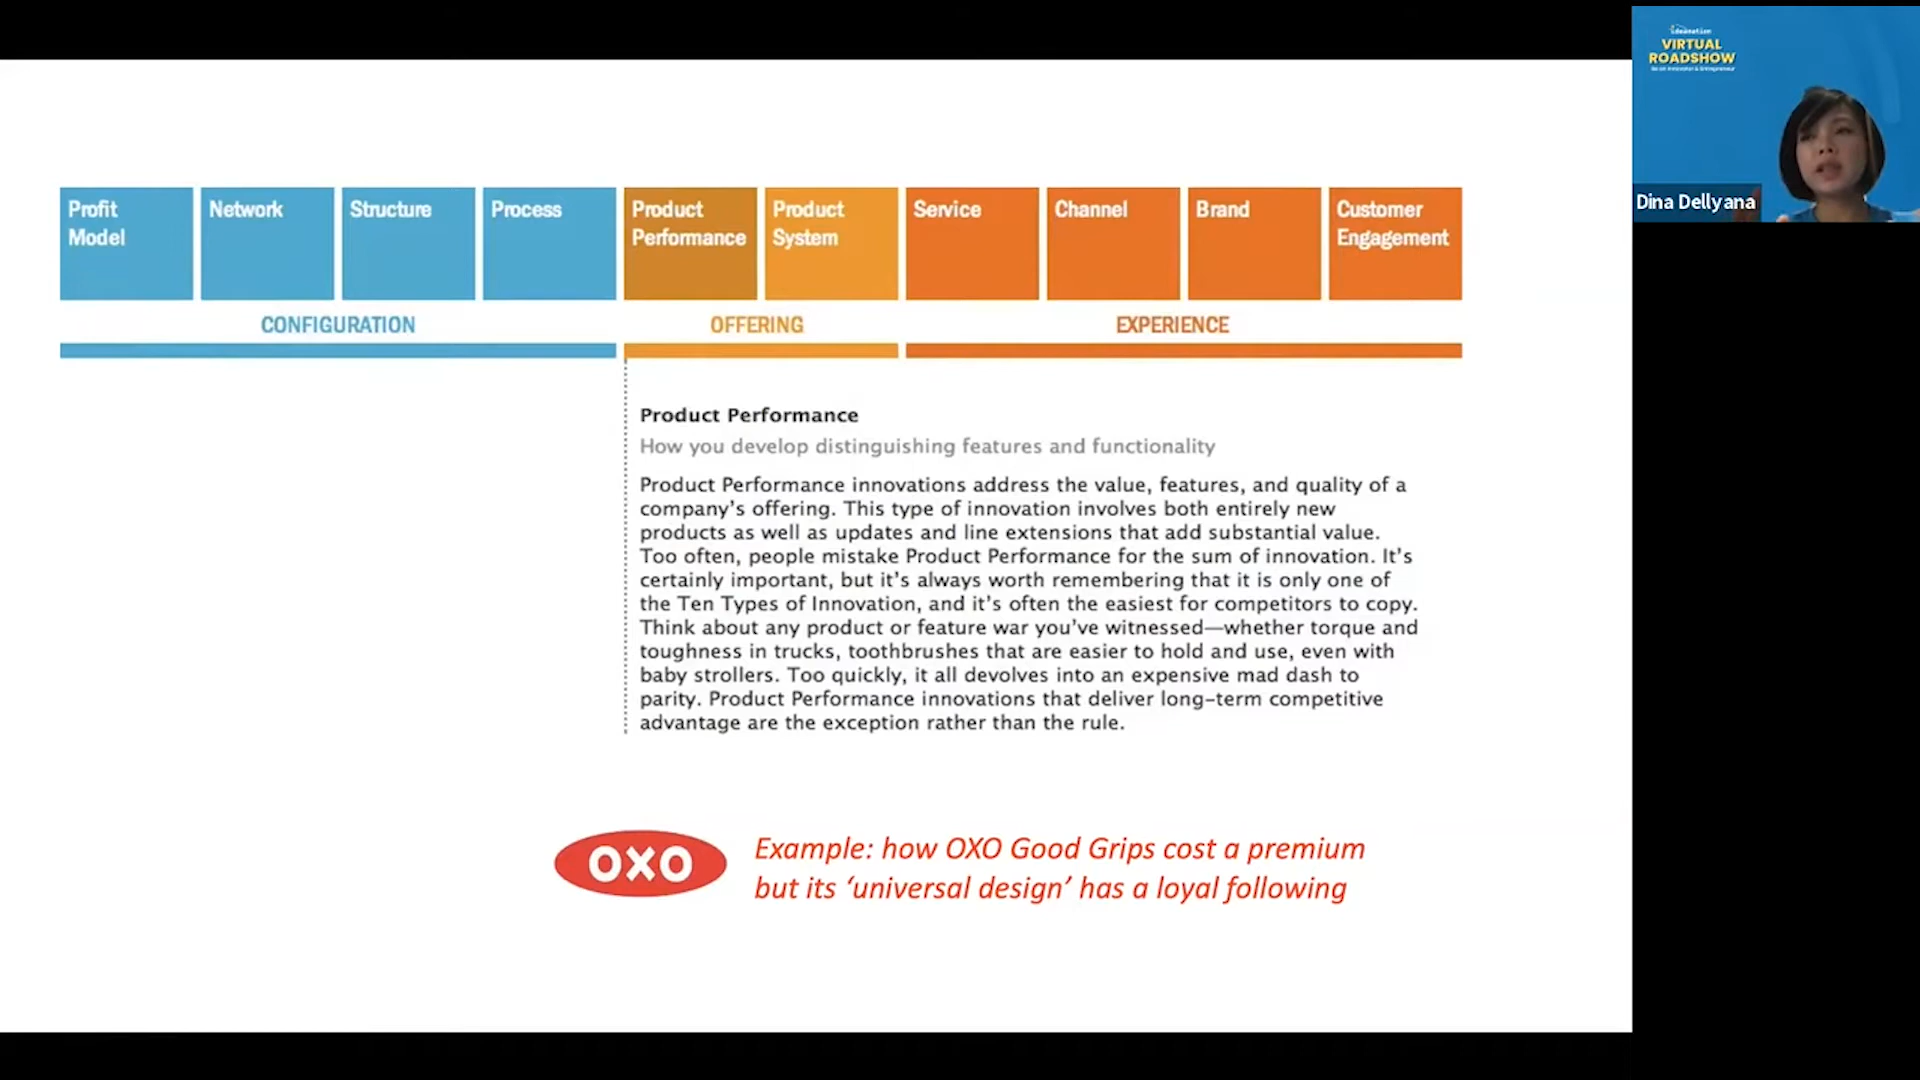 Profit
Model
Network
Structure
Process
Product
Performance
Product
System
Service
Channel
Brand
Customer
Engagement
CONFIGURATION
OFFERING
EXPERIENCE
Product Performance
How you develop distinguishing features and functionality
Product Performance innovations address the value, features, and quality of a
company’s offering. This type of innovation involves both entirely new
products as well as updates and line extensions that add substantial value.
Too often, people mistake Product Performance for the sum of innovation. It’s
certainly important, but it’s always worth remembering that it is only one of
the Ten Types of Innovation, and it’s often the easiest for competitors to copy.
Think about any product or feature war you’ve witnessed—whether torque and
toughness in trucks, toothbrushes that are easier to hold and use, even with
baby strollers. Too quickly, it all devolves into an expensive mad dash to
parity. Product Performance innovations that deliver long-term competitive
advantage are the exception rather than the rule.
OXO
Example: how OXO Good Grips cost a premium
but its ‘universal design’ has a loyal following
ideanation
VIRTUAL
ROADSHOW
Dina Dellyana